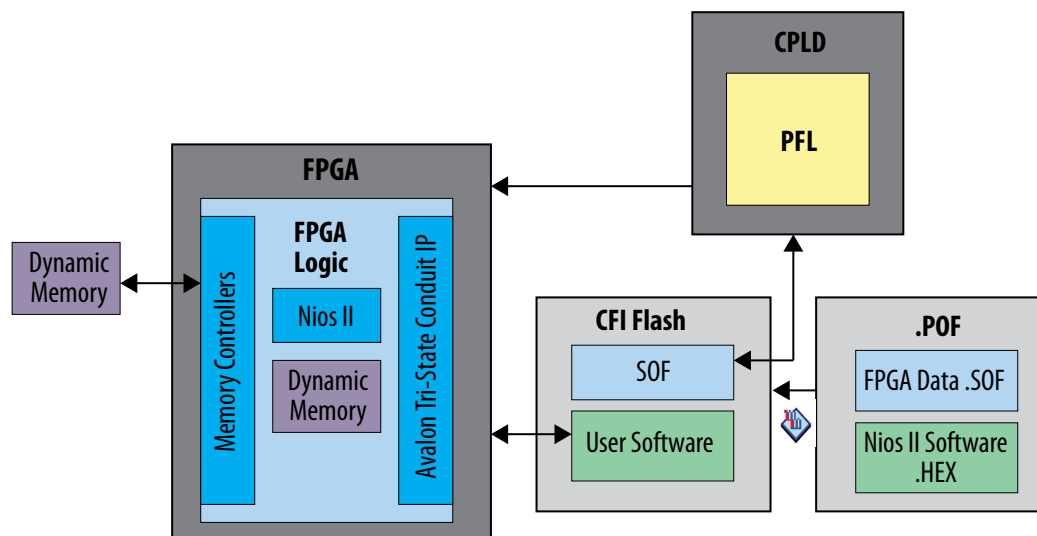 CPLD
PFL
FPGA
FPGA
Logic
Dynamic
Memory
Memory Controllers
Nios II
Dynamic
Memory
Avalon Tri-State Conduit IP
CFI Flash
SOF
User Software
.POF
FPGA Data .SOF
Nios II Software
.HEX